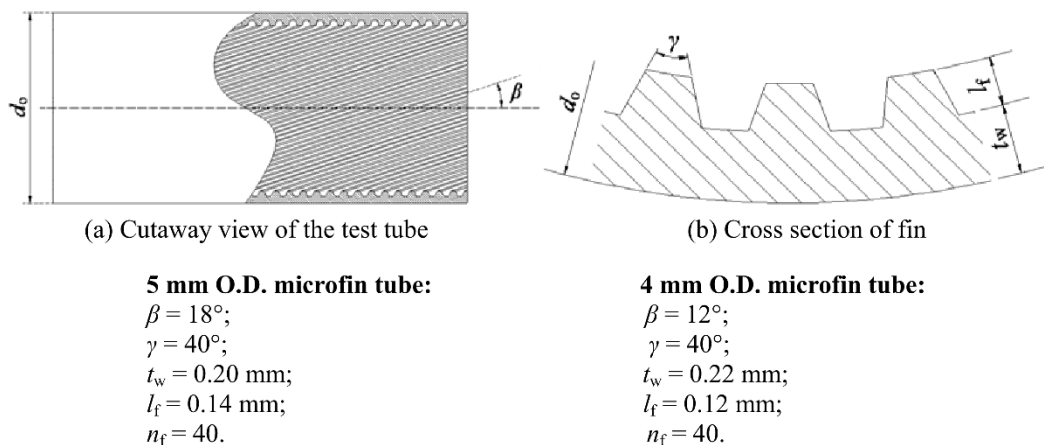 dₒ
β
γ
dₒ
l_f
t_w
(a) Cutaway view of the test tube
(b) Cross section of fin
5 mm O.D. microfin tube:
β = 18°;
γ = 40°;
t_w = 0.20 mm;
l_f = 0.14 mm;
n_f = 40.
4 mm O.D. microfin tube:
β = 12°;
γ = 40°;
t_w = 0.22 mm;
l_f = 0.12 mm;
n_f = 40.